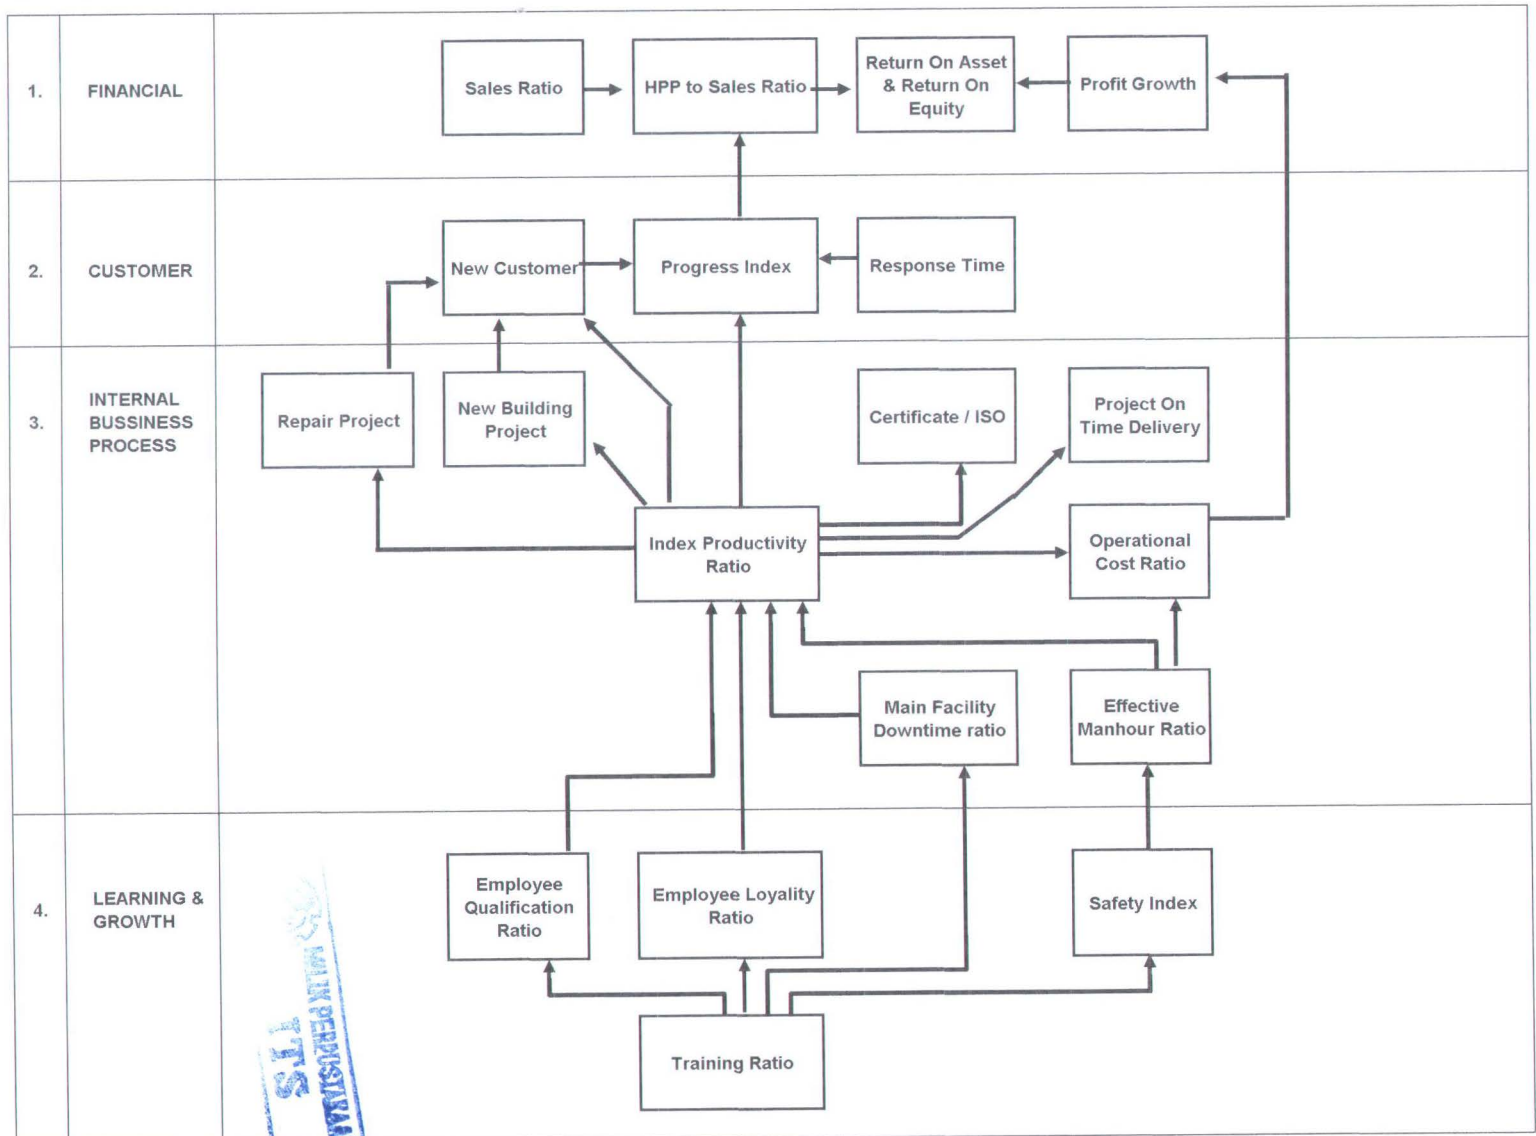 1.
FINANCIAL
Sales Ratio
HPP to Sales Ratio
Return On Asset
& Return On
Equity
Profit Growth
2.
CUSTOMER
New Customer
Progress Index
Response Time
3.
INTERNAL
BUSSINESS
PROCESS
Repair Project
New Building
Project
Certificate / ISO
Project On
Time Delivery
Index Productivity
Ratio
Operational
Cost Ratio
Main Facility
Downtime ratio
Effective
Manhour Ratio
4.
LEARNING &
GROWTH
Employee
Qualification
Ratio
Employee Loyality
Ratio
Safety Index
Training Ratio
MILIK PERPUSTAKAAN
ITS